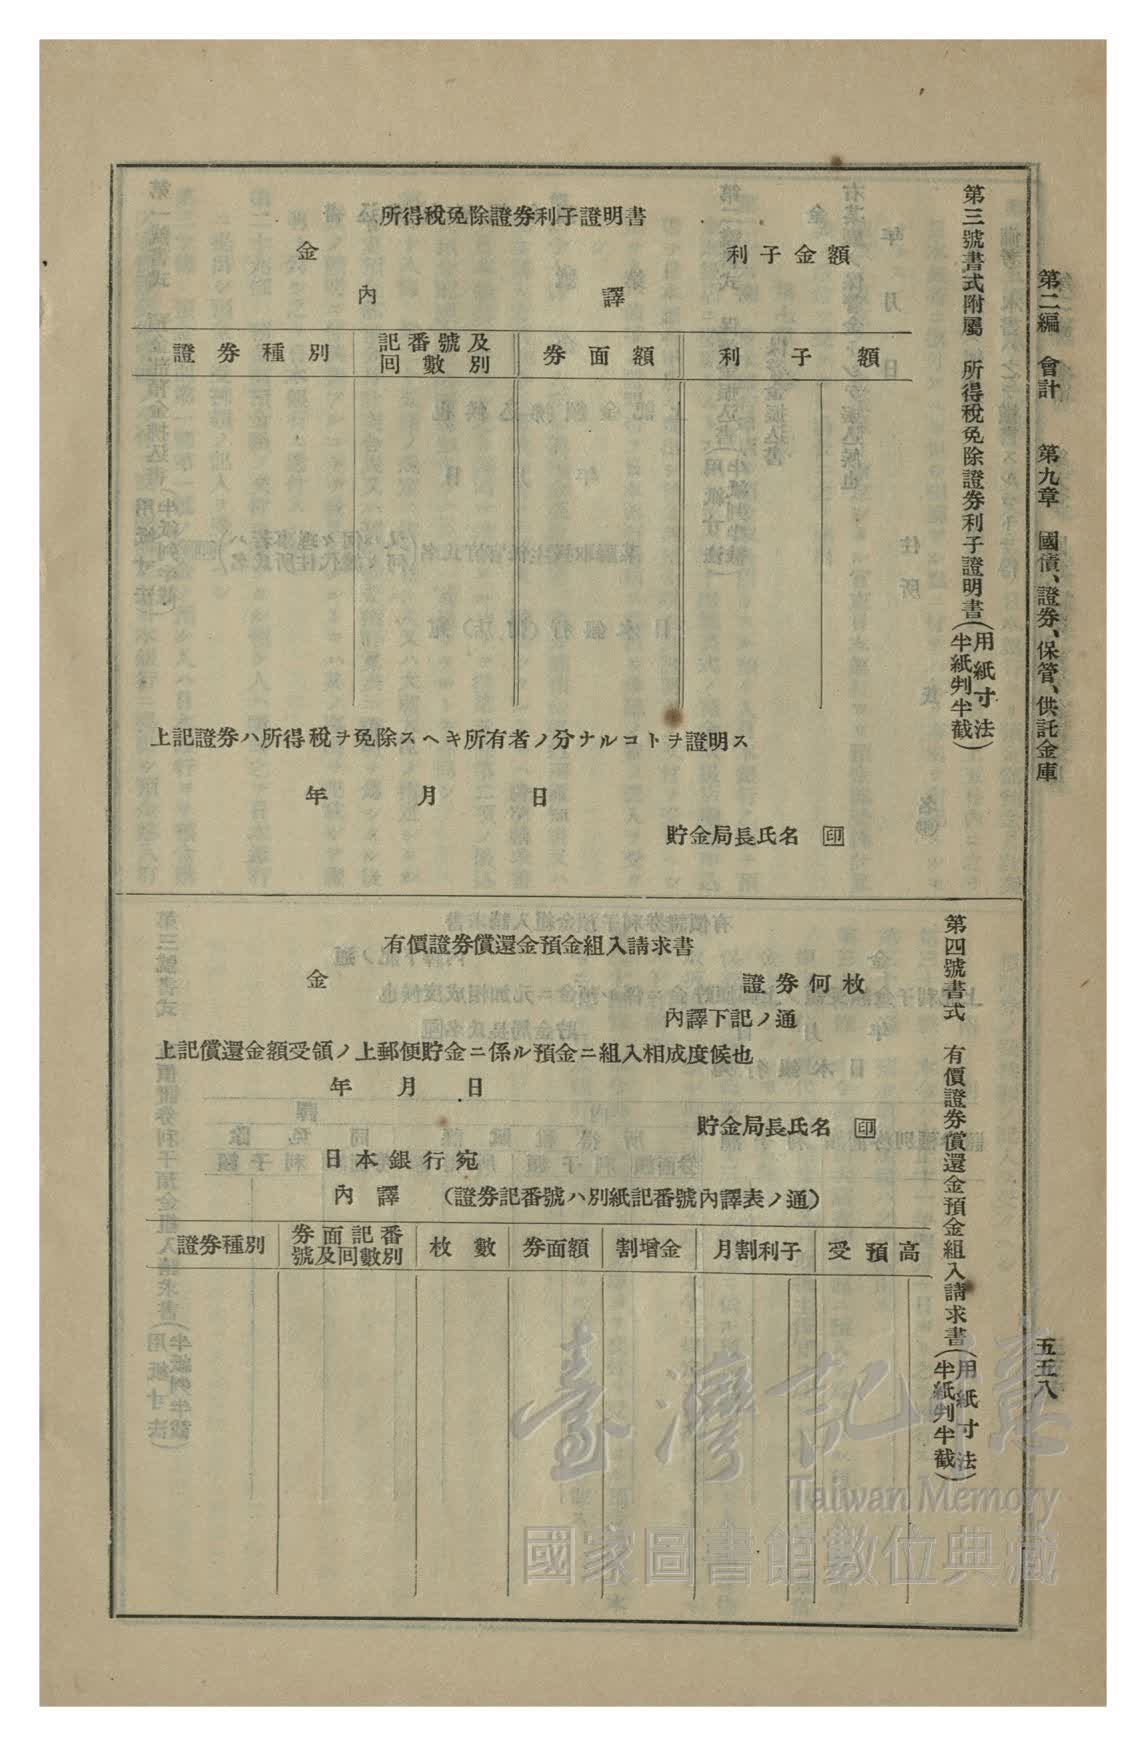 第二編　會計　　第九章　國債、證券、保管、供託金庫
五五八
第三號書式附屬　所得稅免除證券利子證明書(用紙寸法半紙判半截)
所得稅免除證券利子證明書
金　利子金額
內　譯
證券種別　記番號及回數別　券面額　利子額
上記證券ハ所得稅ヲ免除スヘキ所有者ノ分ナルコトヲ證明ス
年　月　日
貯金局長氏名　印
第四號書式　有價證券償還金預金組入請求書(用紙寸法半紙判半截)
有價證券償還金預金組入請求書
金　證券何枚
內譯下記ノ通
上記償還金額受領ノ上郵便貯金ニ係ル預金ニ組入相成度候也
年　月　日
貯金局長氏名　印
日本銀行宛
內　譯　(證券記番號ハ別紙記番號內譯表ノ通)
證券種別　券面記番號及回數別　枚數　券面額　割增金　月割利子　受預高
臺灣記憶
Taiwan Memory
國家圖書館數位典藏